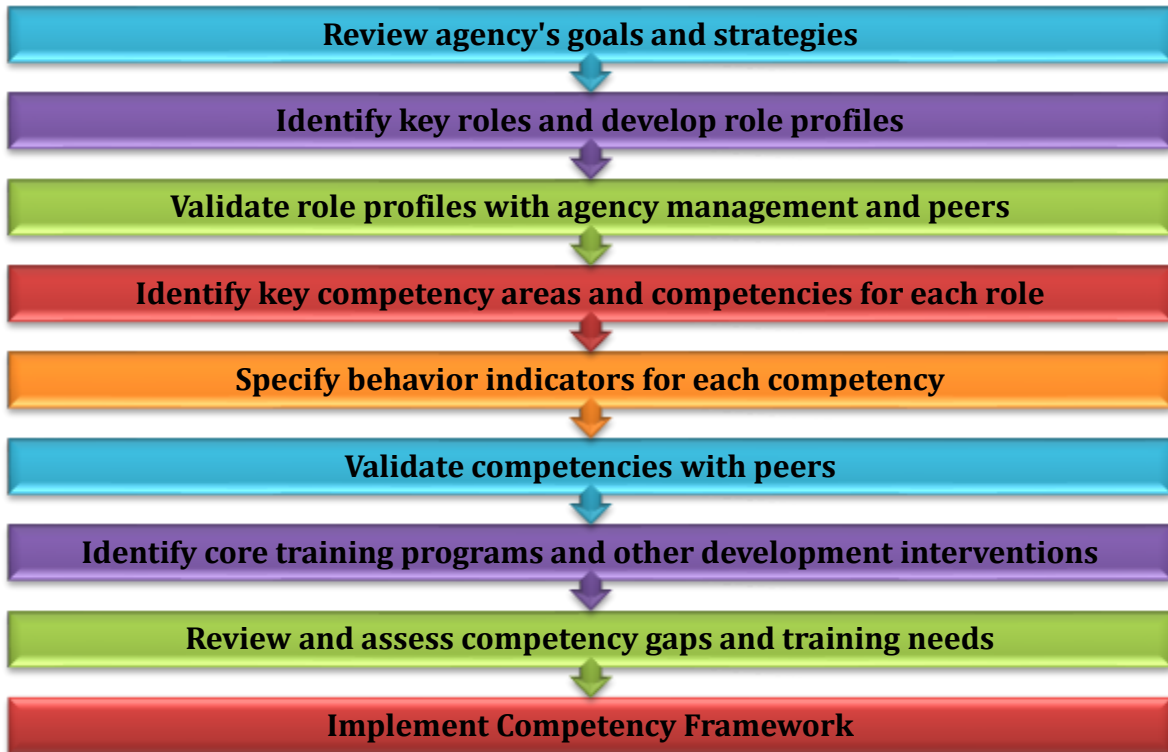 Review agency's goals and strategies
Identify key roles and develop role profiles
Validate role profiles with agency management and peers
Identify key competency areas and competencies for each role
Specify behavior indicators for each competency
Validate competencies with peers
Identify core training programs and other development interventions
Review and assess competency gaps and training needs
Implement Competency Framework